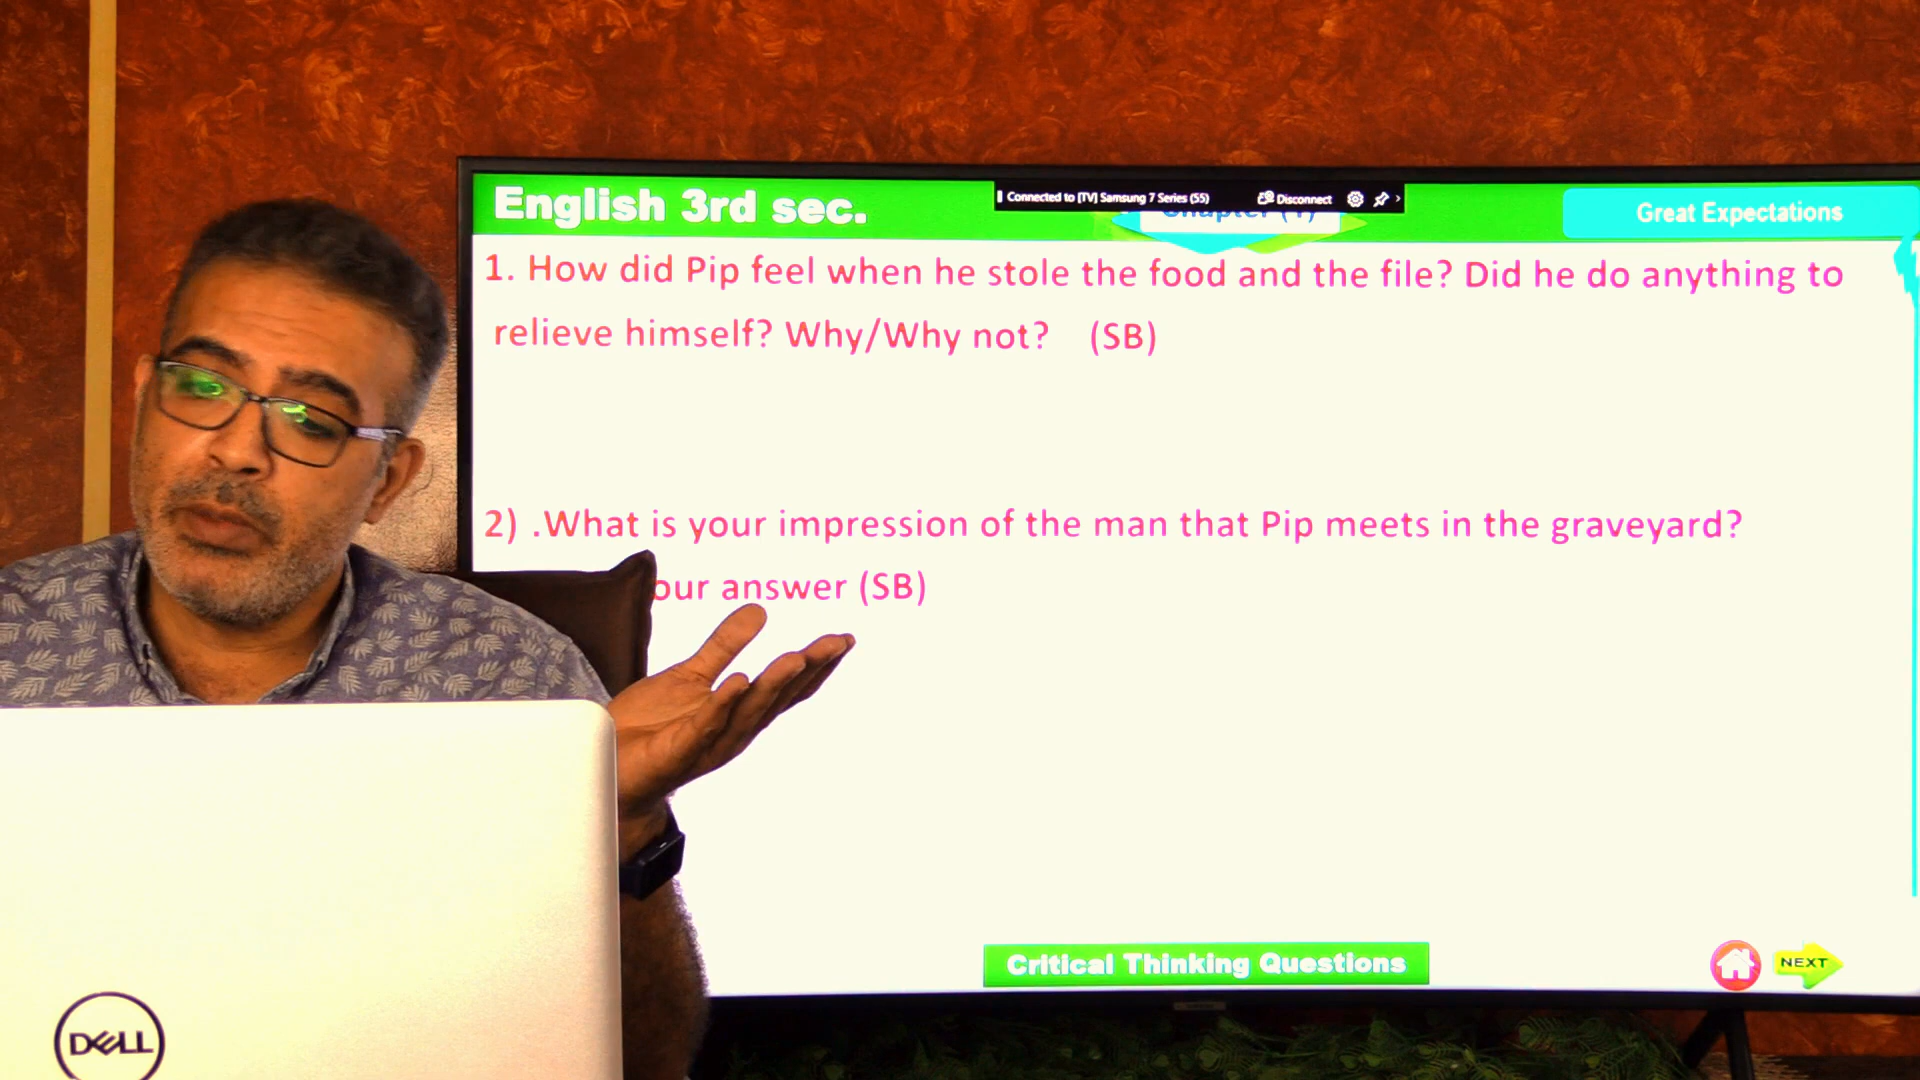 English 3rd sec.
Connected to [TV] Samsung 7 Series (55) Disconnect
Chapter (1)
Great Expectations
1. How did Pip feel when he stole the food and the file? Did he do anything to
relieve himself? Why/Why not? (SB)
2) .What is your impression of the man that Pip meets in the graveyard?
our answer (SB)
Critical Thinking Questions
NEXT
DELL